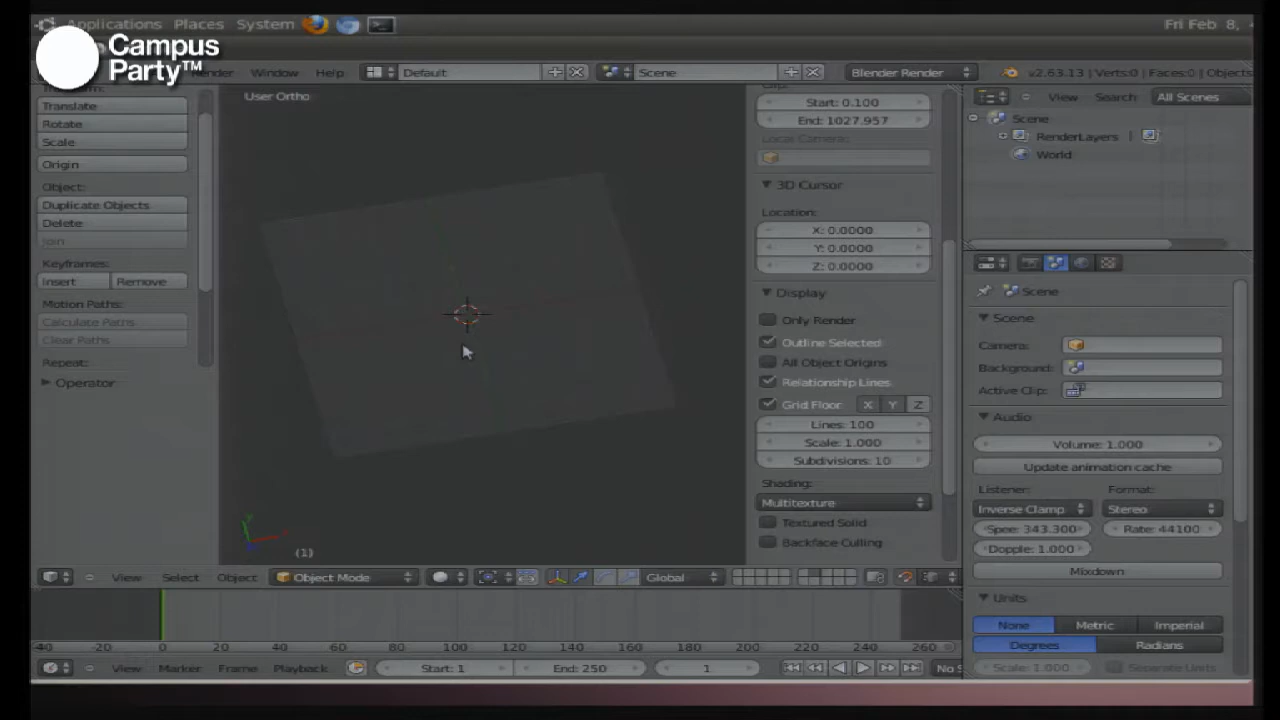 Applications Places System
Fri Feb 8,
Campus
Party™
Render Window Help
Default
Scene
Blender Render
v2.63.13 | Verts:0 | Faces:0 | Objects
Translate
Rotate
Scale
Origin
Object:
Duplicate Objects
Delete
Join
Keyframes:
Insert Remove
Motion Paths:
Calculate Paths
Clear Paths
Repeat:
Operator
User Ortho
(1)
Start: 0.100
End: 1027.957
Local Camera:
3D Cursor
Location:
X: 0.0000
Y: 0.0000
Z: 0.0000
Display
Only Render
Outline Selected
All Object Origins
Relationship Lines
Grid Floor X Y Z
Lines: 100
Scale: 1.000
Subdivisions: 10
Shading:
Multitexture
Textured Solid
Backface Culling
View Search All Scenes
Scene
RenderLayers
World
Scene
Scene
Camera:
Background:
Active Clip:
Audio
Volume: 1.000
Update animation cache
Listener: Format:
Inverse Clamp Stereo
Spee: 343.300 Rate: 44100
Dopple: 1.000
Mixdown
Units
None Metric Imperial
Degrees Radians
Scale: 1.000 Separate Units
View Select Object Object Mode Global
-40 -20 0 20 40 60 80 100 120 140 160 180 200 220 240 260
View Marker Frame Playback Start: 1 End: 250 1 No S